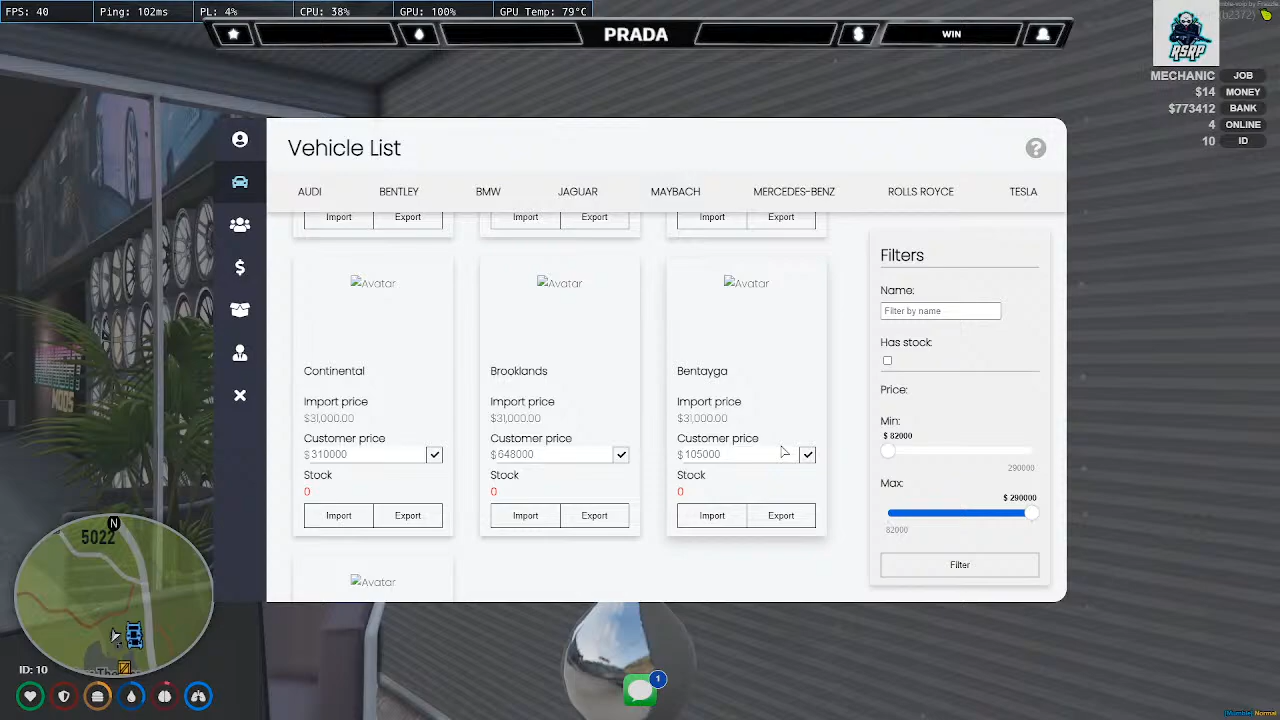 FPS: 40 Ping: 102ms PL: 4% CPU: 38% GPU: 100% GPU Temp: 79°C
PRADA WIN
RSRP
MECHANIC JOB
$14 MONEY
$773412 BANK
4 ONLINE
10 ID
Vehicle List
AUDI BENTLEY BMW JAGUAR MAYBACH MERCEDES-BENZ ROLLS ROYCE TESLA
Import Export Import Export Import Export
Avatar Avatar Avatar
Continental Brooklands Bentayga
Import price Import price Import price
$31,000.00 $31,000.00 $31,000.00
Customer price Customer price Customer price
$310000 $648000 $105000
Stock Stock Stock
0 0 0
Import Export Import Export Import Export
Avatar
Filters
Name:
Filter by name
Has stock:
Price:
Min:
$ 82000
290000
Max:
$ 290000
82000
Filter
N
5022
ID: 10
1
MODS
[Mumble] Normal